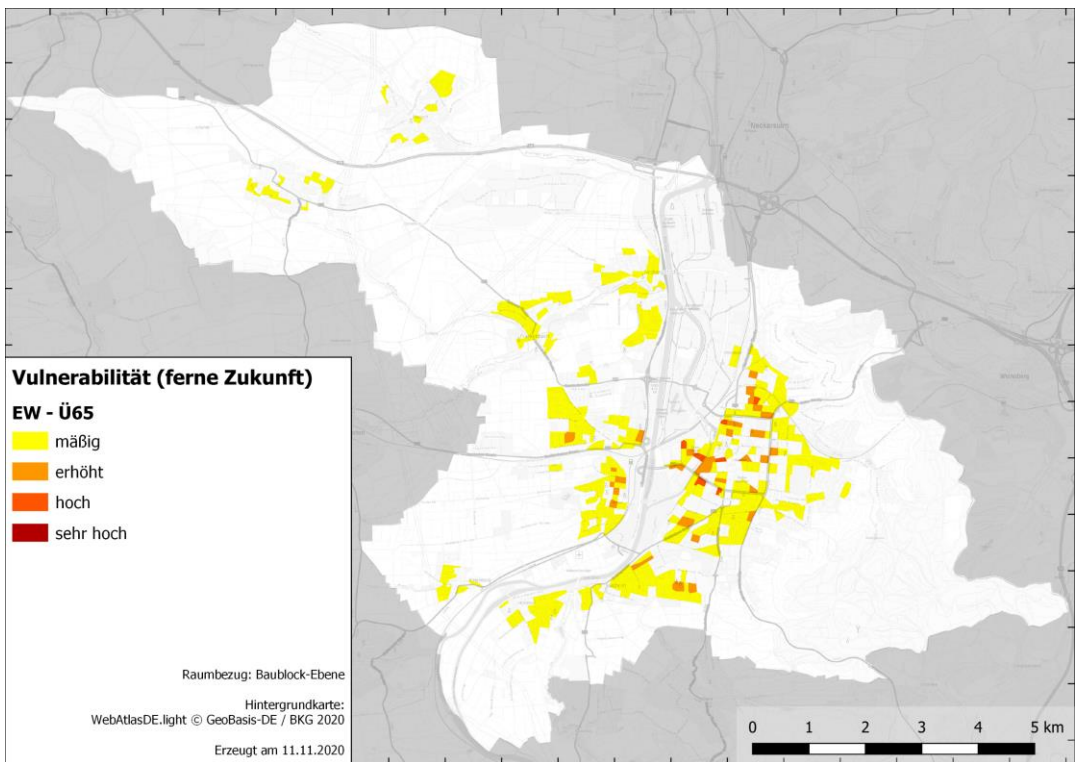 Neckarsulm
Weinsberg
Vulnerabilität (ferne Zukunft)
EW - Ü65
mäßig
erhöht
hoch
sehr hoch
Raumbezug: Baublock-Ebene
Hintergrundkarte:
WebAtlasDE.light © GeoBasis-DE / BKG 2020
Erzeugt am 11.11.2020
0 1 2 3 4 5 km